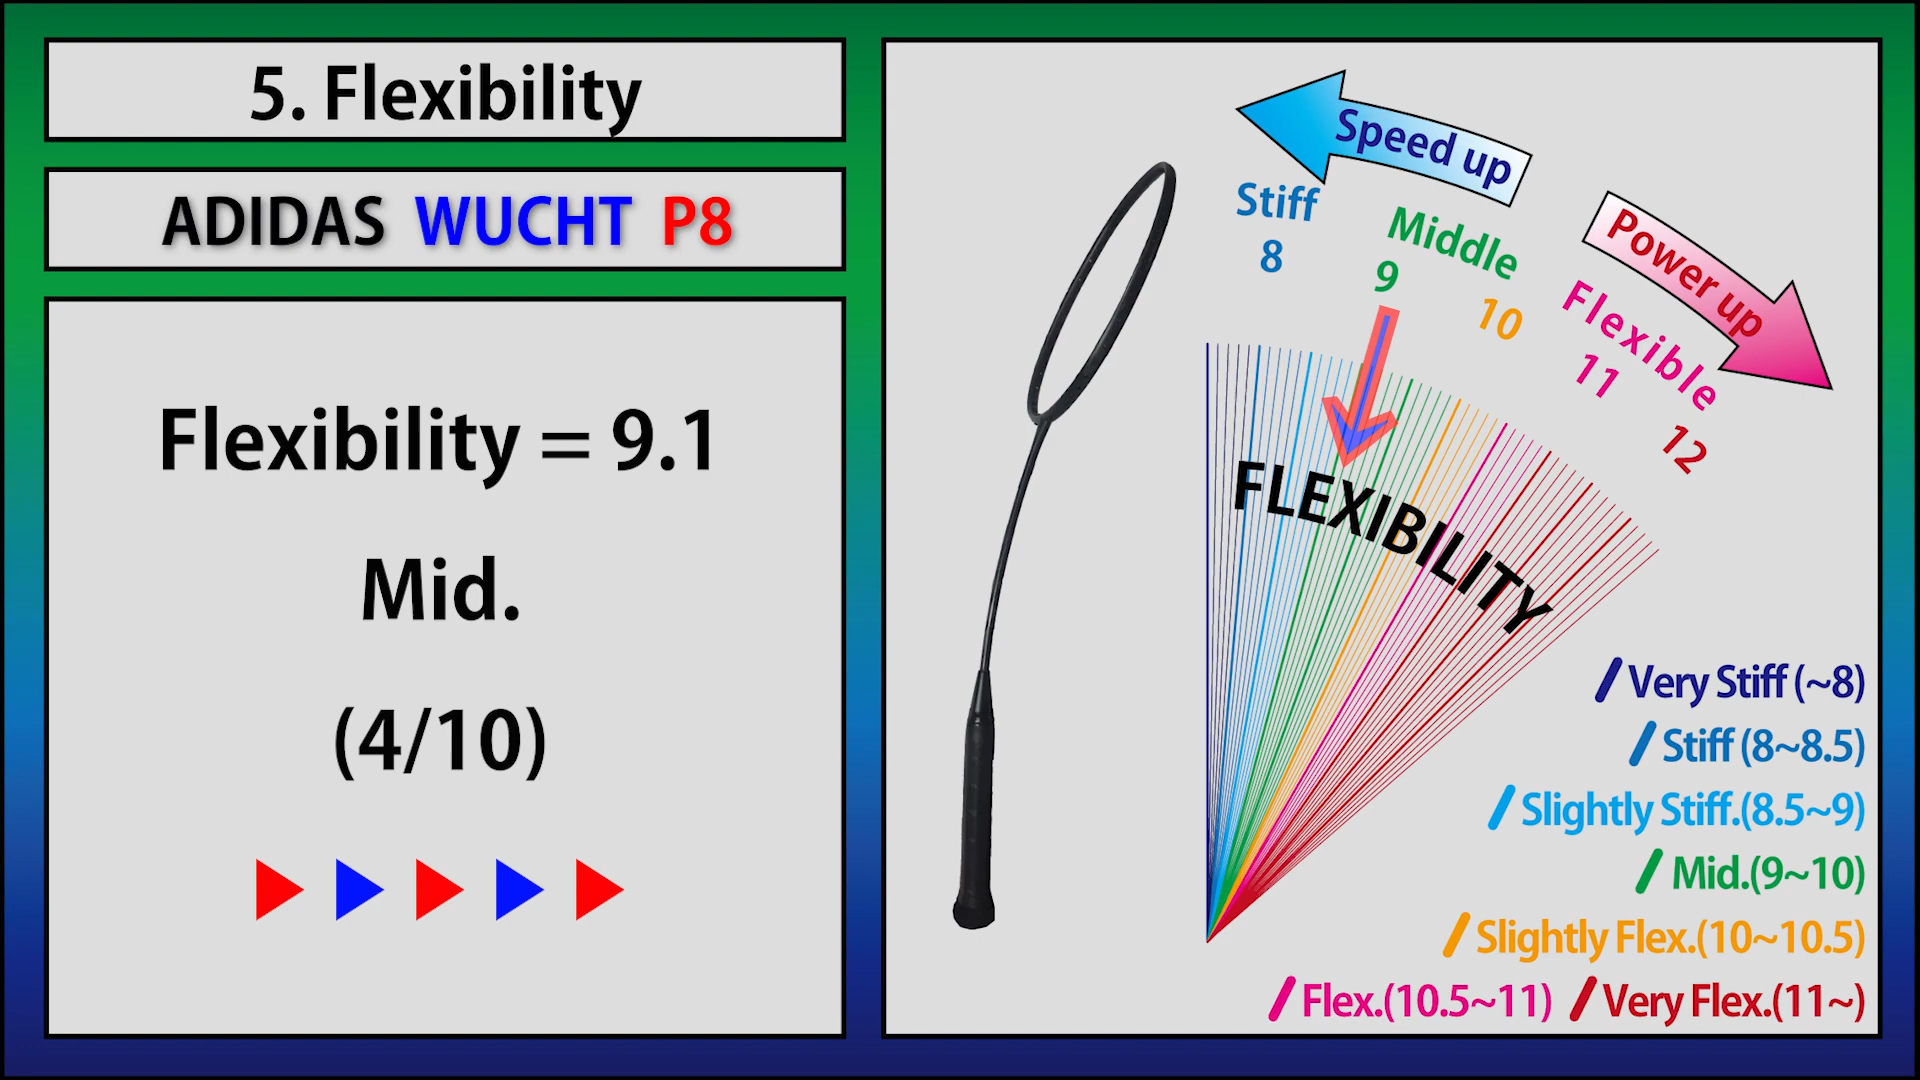 5. Flexibility
ADIDAS WUCHT P8
Flexibility = 9.1
Mid.
(4/10)
Speed up
Power up
Stiff
8
Middle
9
10
Flexible
11
12
FLEXIBILITY
Very Stiff (~8)
Stiff (8~8.5)
Slightly Stiff.(8.5~9)
Mid.(9~10)
Slightly Flex.(10~10.5)
Flex.(10.5~11) Very Flex.(11~)